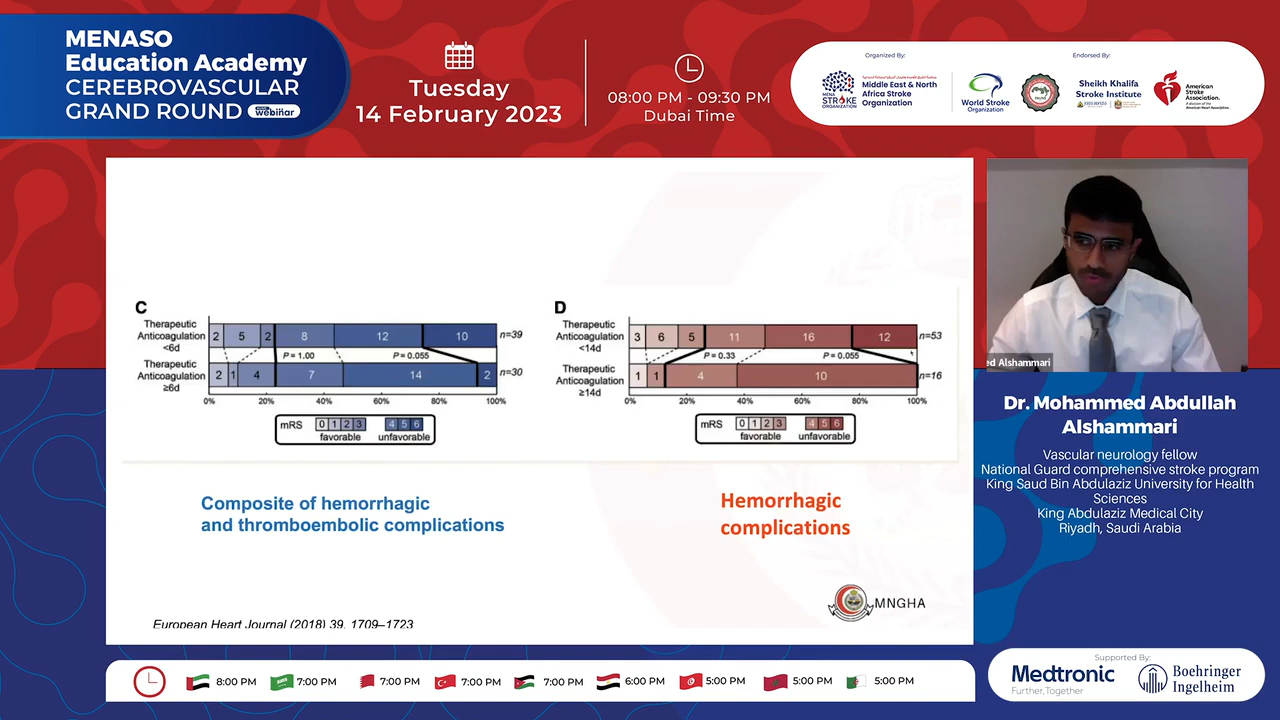 MENASO
Education Academy
CEREBROVASCULAR
GRAND ROUND
webinar
Tuesday
14 February 2023
08:00 PM - 09:30 PM
Dubai Time
Organized By:
Endorsed By:
MENA
STROKE
ORGANIZATION
Middle East & North
Africa Stroke
Organization
World Stroke
Organization
Sheikh Khalifa
Stroke Institute
American
Stroke
Association.
A division of the
American Heart Association.
C
Therapeutic
Anticoagulation
<6d
2 5 2 8 12 10 n=39
P = 1.00 P = 0.055
Therapeutic
Anticoagulation
≥6d
2 1 4 7 14 2 n=30
0% 20% 40% 60% 80% 100%
mRS 0 1 2 3 4 5 6
favorable unfavorable
D
Therapeutic
Anticoagulation
<14d
3 6 5 11 16 12 n=53
P = 0.33 P = 0.055
Therapeutic
Anticoagulation
≥14d
1 1 4 10 n=16
0% 20% 40% 60% 80% 100%
mRS 0 1 2 3 4 5 6
favorable unfavorable
Composite of hemorrhagic
and thromboembolic complications
Hemorrhagic
complications
MNGHA
European Heart Journal (2018) 39, 1709–1723
ed Alshammari
Dr. Mohammed Abdullah
Alshammari
Vascular neurology fellow
National Guard comprehensive stroke program
King Saud Bin Abdulaziz University for Health
Sciences
King Abdulaziz Medical City
Riyadh, Saudi Arabia
8:00 PM 7:00 PM 7:00 PM 7:00 PM 7:00 PM 6:00 PM 5:00 PM 5:00 PM 5:00 PM
Supported By:
Medtronic
Further, Together
Boehringer
Ingelheim